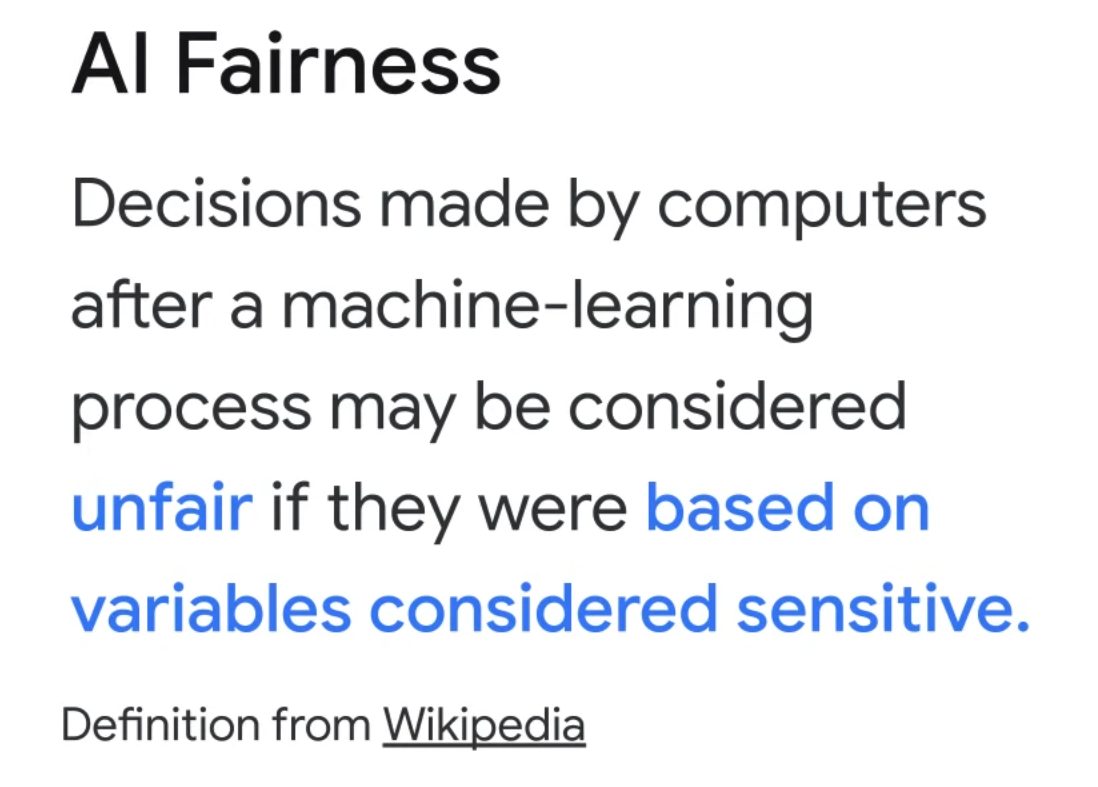 AI Fairness
Decisions made by computers
after a machine-learning
process may be considered
unfair if they were based on
variables considered sensitive.
Definition from Wikipedia